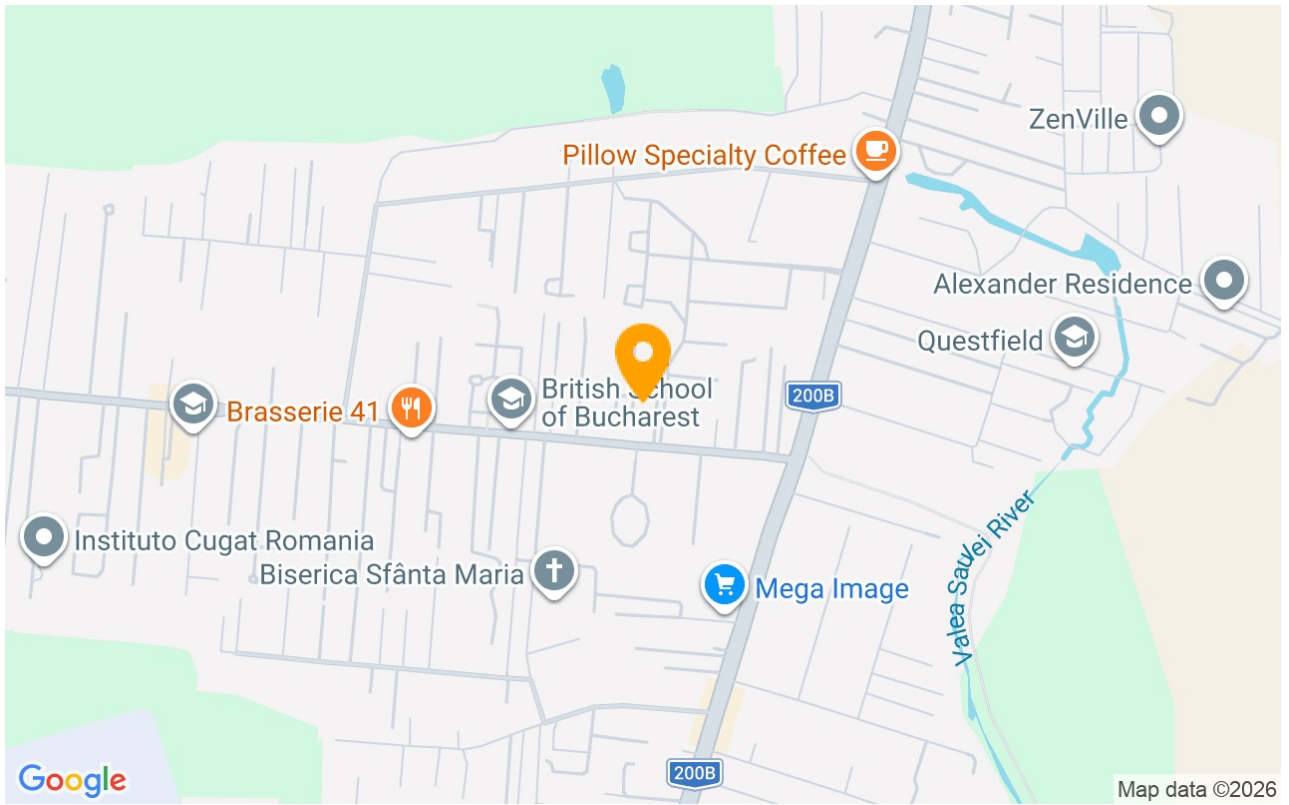 ZenVille
Pillow Specialty Coffee
Alexander Residence
Questfield
British School
of Bucharest
200B
Brasserie 41
Instituto Cugat Romania
Biserica Sfânta Maria
Mega Image
Valea Saulei River
200B
Google
Map data ©2026